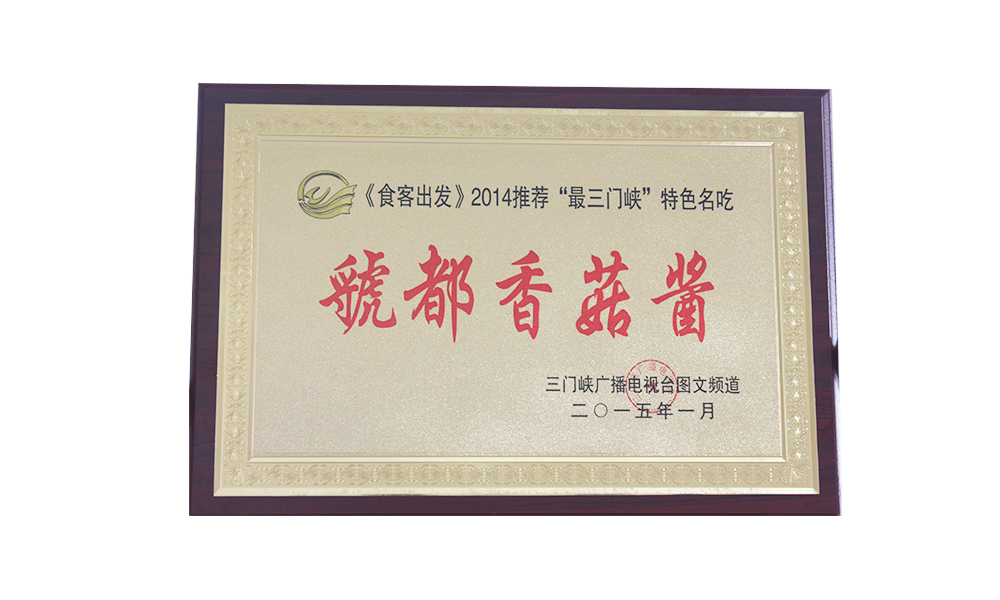 《食客出发》2014推荐“最三门峡”特色名吃
虢都香菇酱
三门峡广播电视台图文频道
二〇一五年一月